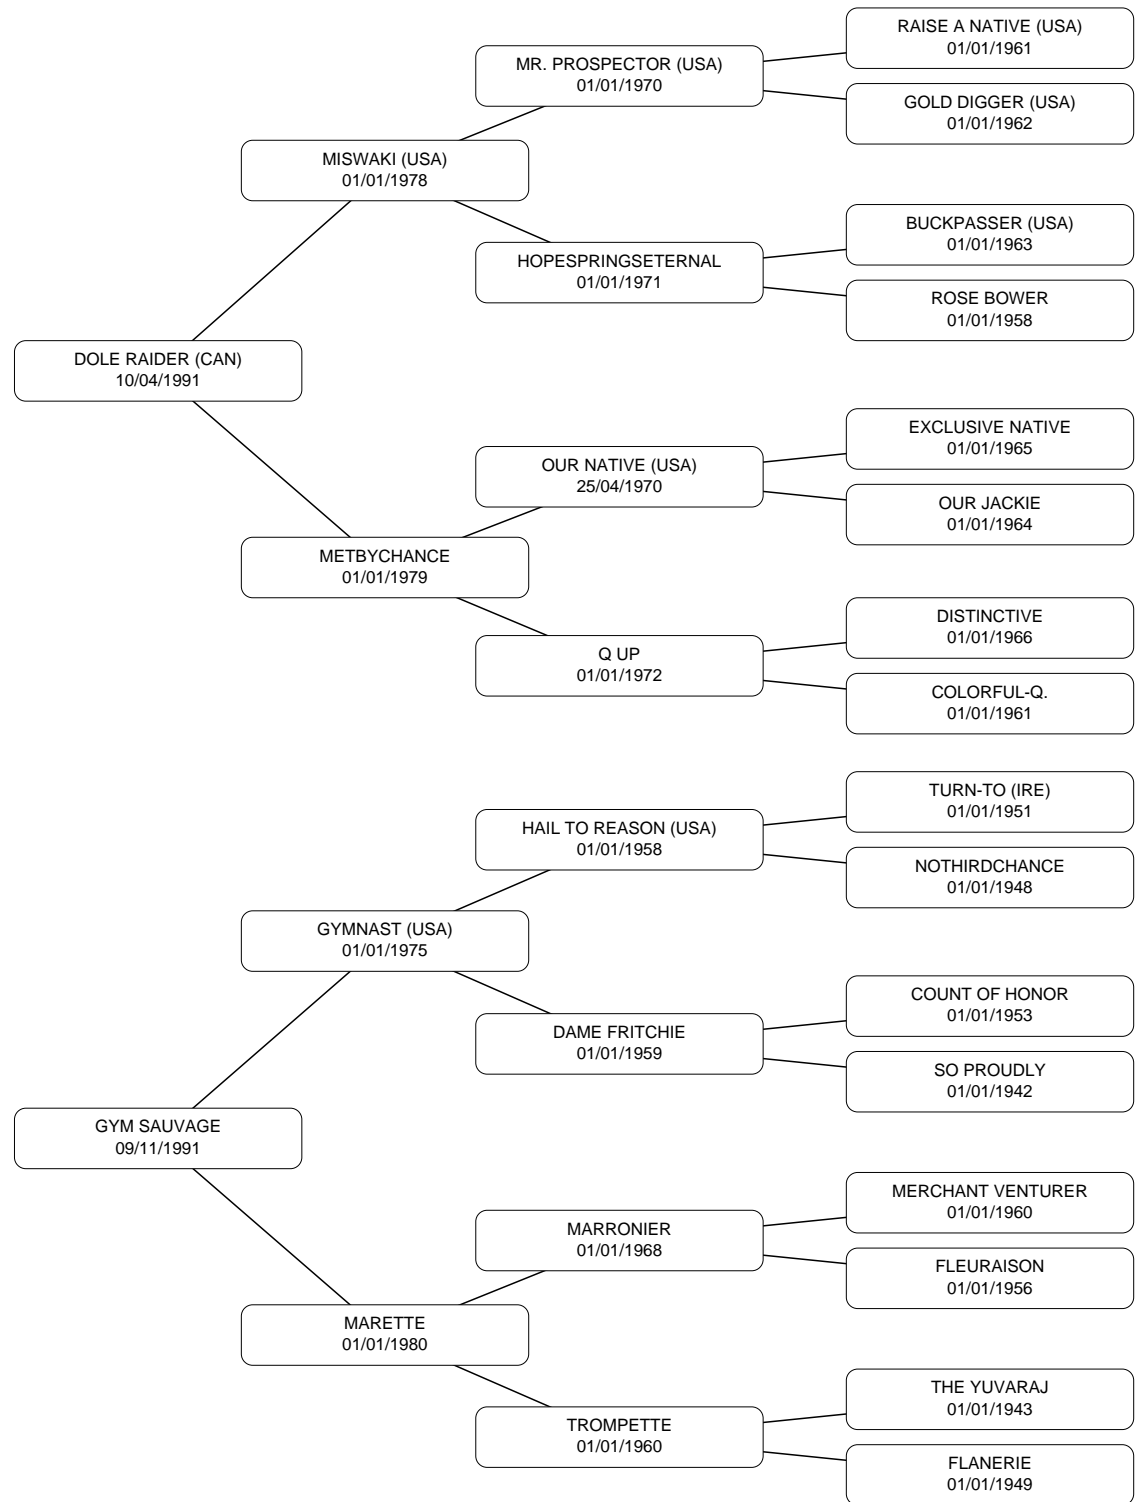 RAISE A NATIVE (USA)
01/01/1961
MR. PROSPECTOR (USA)
01/01/1970
GOLD DIGGER (USA)
01/01/1962
MISWAKI (USA)
01/01/1978
BUCKPASSER (USA)
01/01/1963
HOPESPRINGSETERNAL
01/01/1971
ROSE BOWER
01/01/1958
DOLE RAIDER (CAN)
10/04/1991
EXCLUSIVE NATIVE
01/01/1965
OUR NATIVE (USA)
25/04/1970
OUR JACKIE
01/01/1964
METBYCHANCE
01/01/1979
DISTINCTIVE
01/01/1966
Q UP
01/01/1972
COLORFUL-Q.
01/01/1961
TURN-TO (IRE)
01/01/1951
HAIL TO REASON (USA)
01/01/1958
NOTHIRDCHANCE
01/01/1948
GYMNAST (USA)
01/01/1975
COUNT OF HONOR
01/01/1953
DAME FRITCHIE
01/01/1959
SO PROUDLY
01/01/1942
GYM SAUVAGE
09/11/1991
MERCHANT VENTURER
01/01/1960
MARRONIER
01/01/1968
FLEURAISON
01/01/1956
MARETTE
01/01/1980
THE YUVARAJ
01/01/1943
TROMPETTE
01/01/1960
FLANERIE
01/01/1949